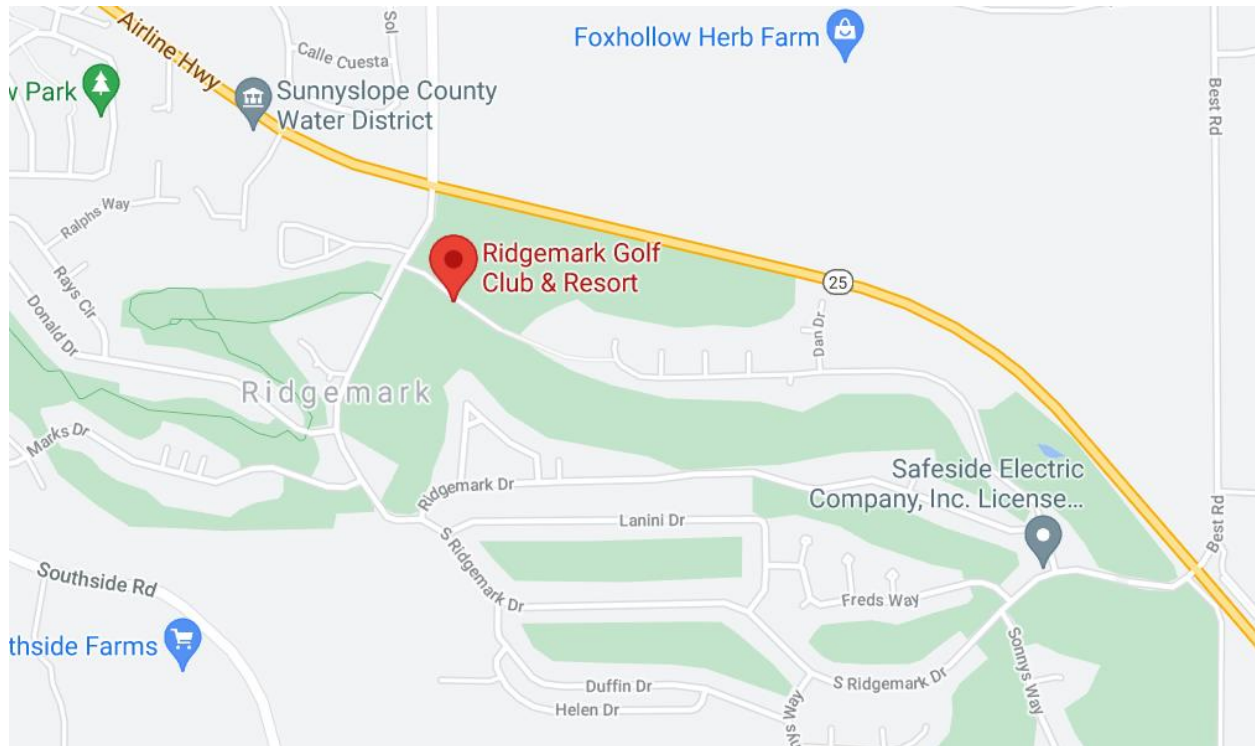 Airline Hwy
Sol
Calle Cuesta
Foxhollow Herb Farm
Best Rd
w Park
Sunnyslope County
Water District
Ralphs Way
Rays Cir
Donald Dr
Ridgemark Golf
Club & Resort
25
Dan Dr
Ridgemark
Marks Dr
Ridgemark Dr
Safeside Electric
Company, Inc. License...
Lanini Dr
Best Rd
S Ridgemark Dr
Southside Rd
Freds Way
thside Farms
Sonnys Way
S Ridgemark Dr
Duffin Dr
Helen Dr
nys Way